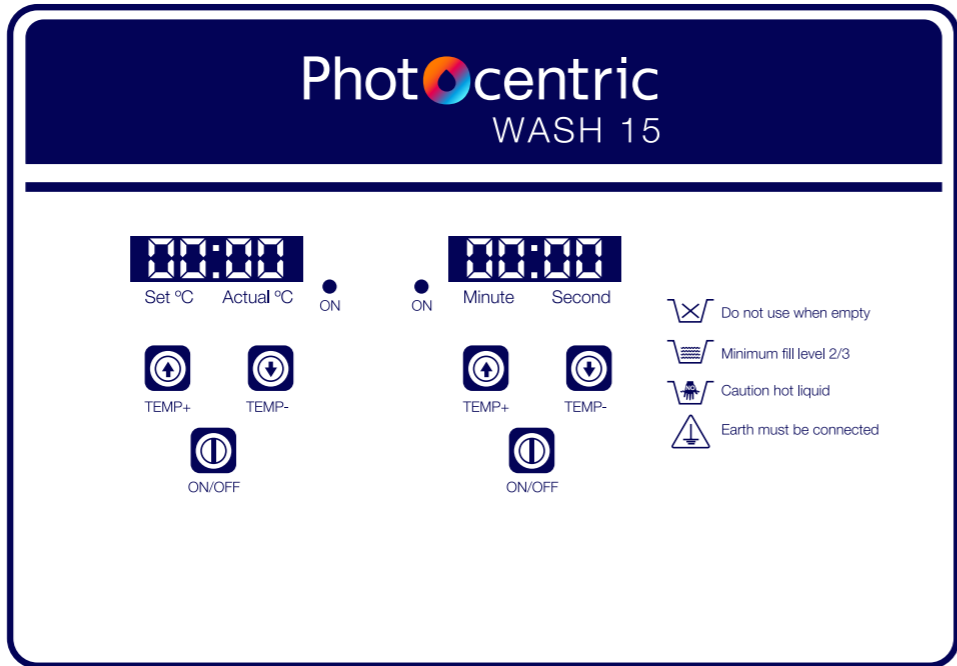 Photocentric
WASH 15
00:00
Set ºC Actual ºC
ON
TEMP+ TEMP-
ON/OFF
00:00
ON
Minute Second
TEMP+ TEMP-
ON/OFF
Do not use when empty
Minimum fill level 2/3
Caution hot liquid
Earth must be connected